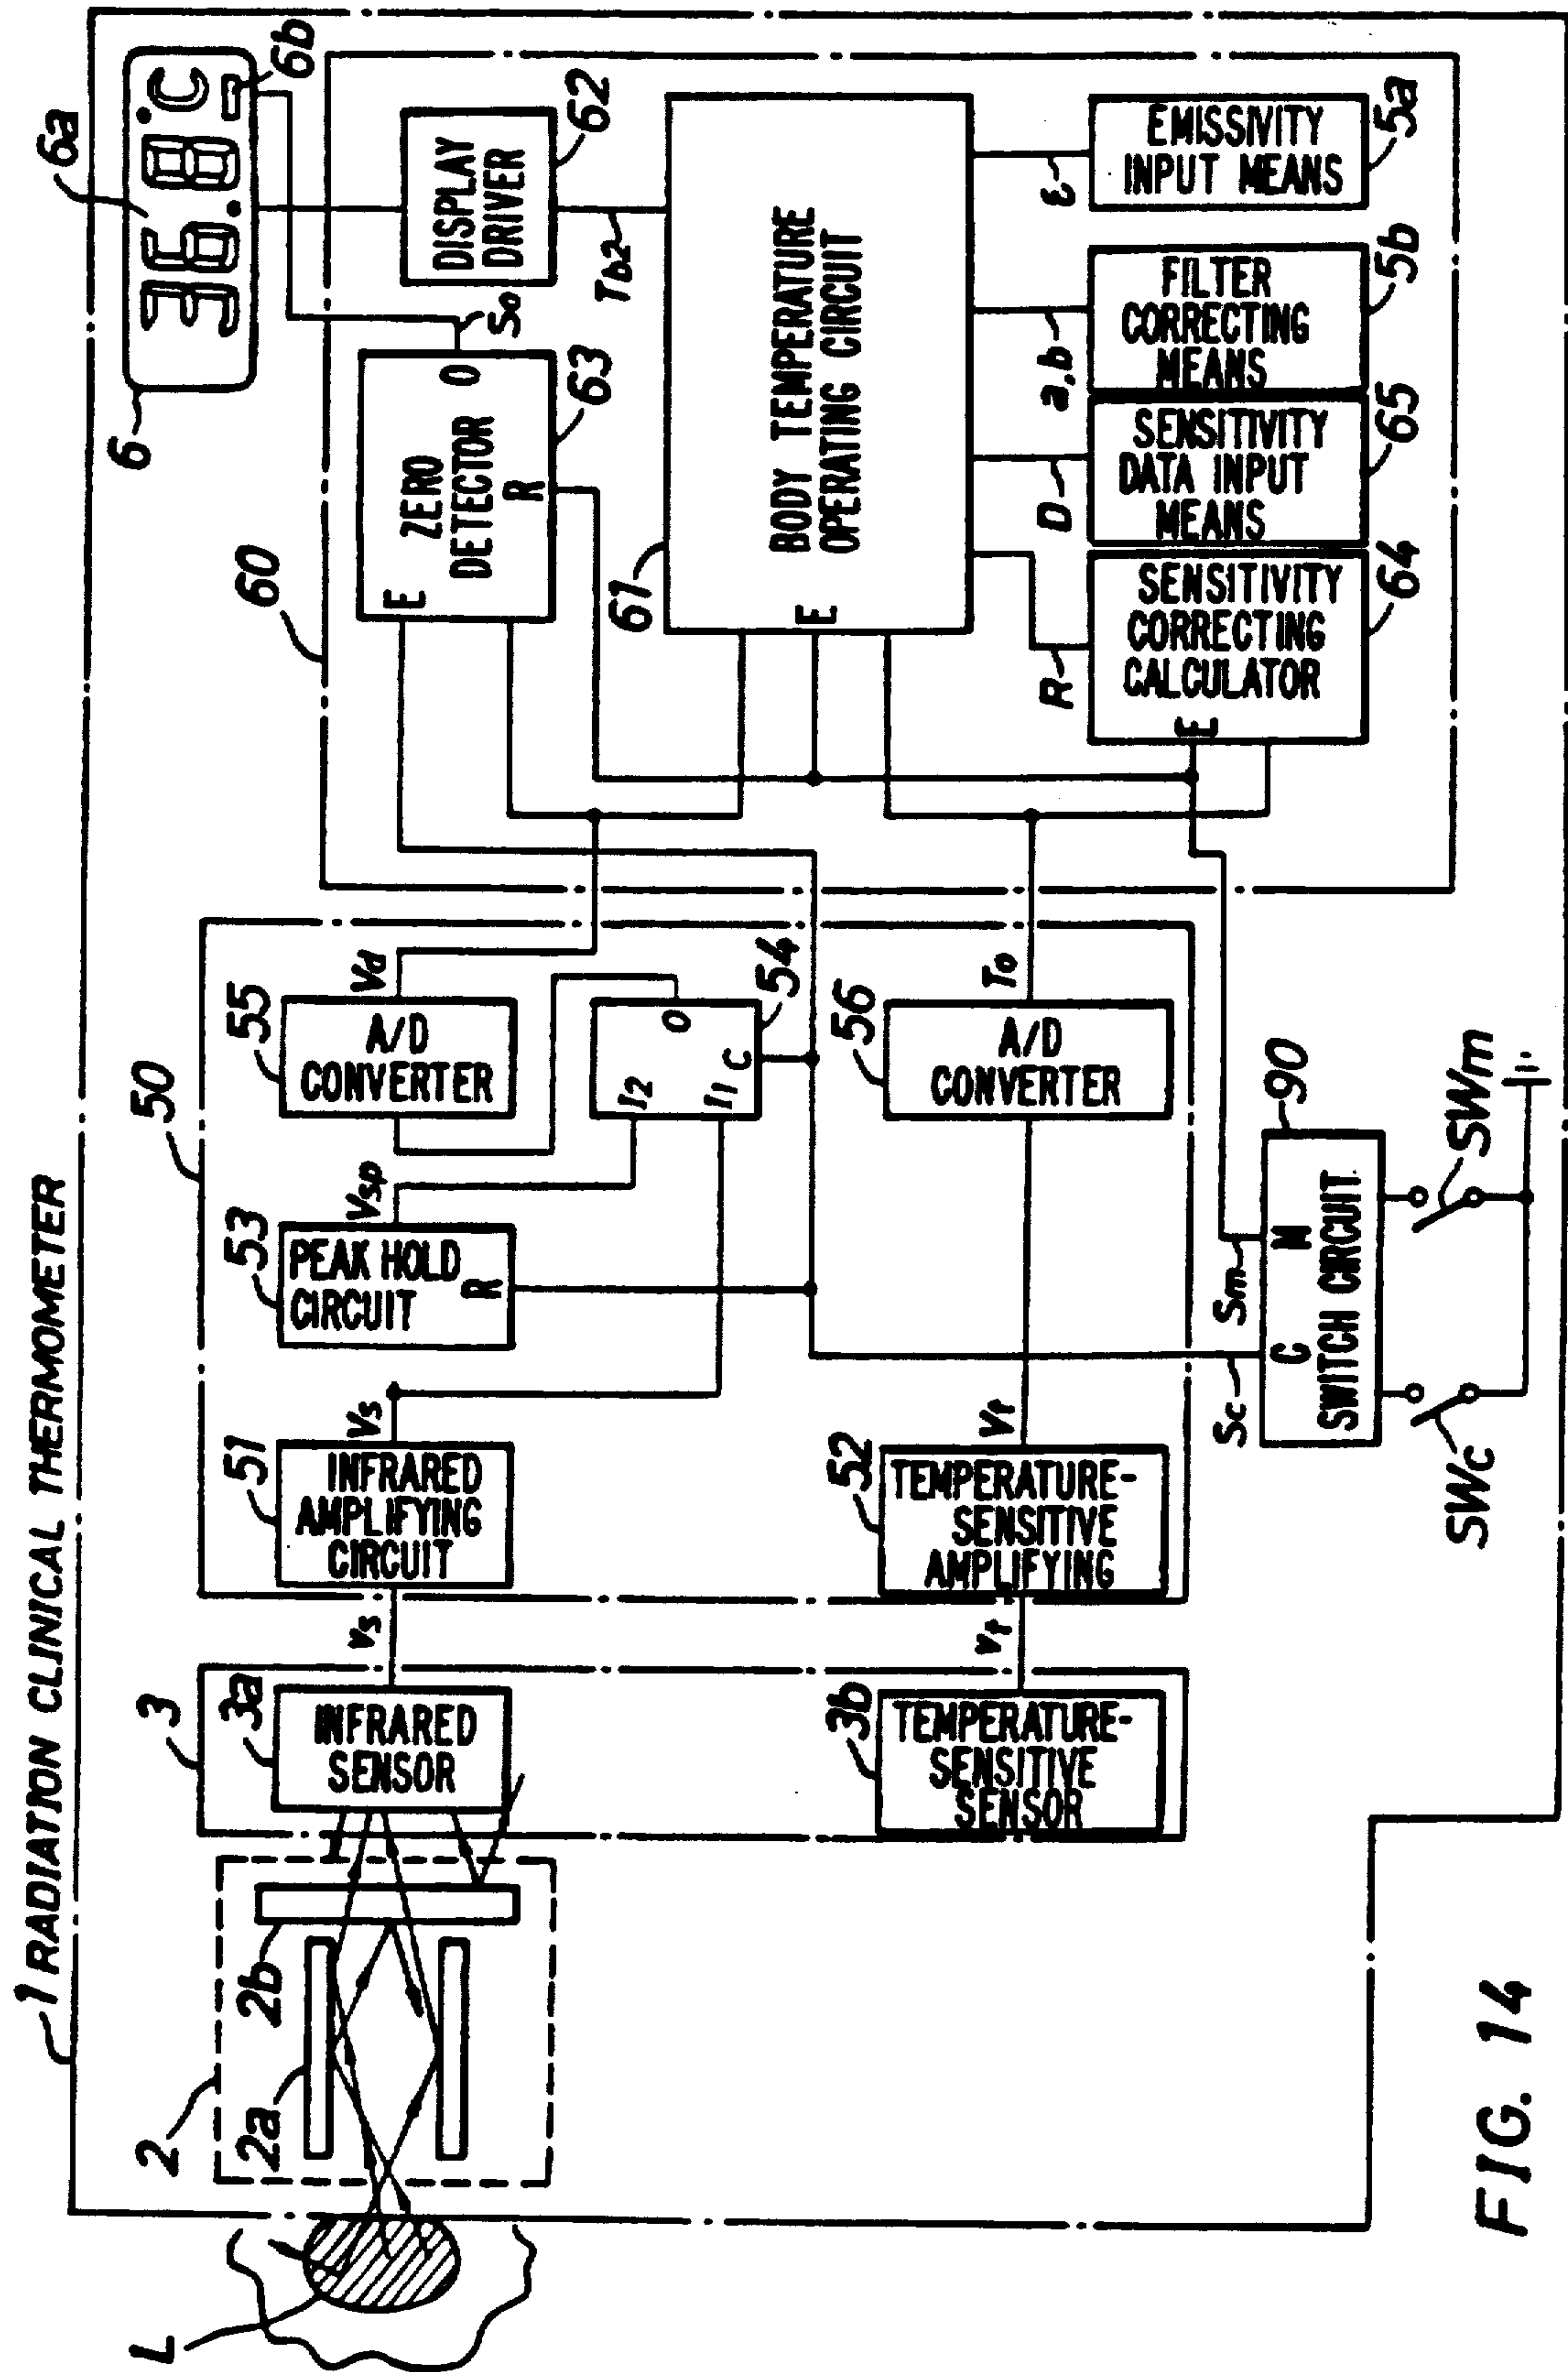 1 RADIATION CLINICAL THERMOMETER
L
2
2a
2b
3
3a
INFRARED
SENSOR
3b
TEMPERATURE-
SENSITIVE
SENSOR
vs
vt
50
51
INFRARED
AMPLIFYING
CIRCUIT
Vs
52
TEMPERATURE-
SENSITIVE
AMPLIFYING
Vt
53
PEAK HOLD
CIRCUIT
R
Vsp
54
I2
I1
C
O
55
A/D
CONVERTER
Vd
56
A/D
CONVERTER
To
Sc
Sm
C
M
SWITCH CIRCUIT
90
SWc
SWm
60
E
ZERO
DETECTOR
R
O
63
So
61
E
BODY TEMPERATURE
OPERATING CIRCUIT
Tb2
DISPLAY
DRIVER
62
6
6a
36.8°C
6b
R
E
SENSITIVITY
CORRECTING
CALCULATOR
64
D
SENSITIVITY
DATA INPUT
MEANS
65
a,b
FILTER
CORRECTING
MEANS
5b
ε
EMISSIVITY
INPUT MEANS
5a
FIG. 14